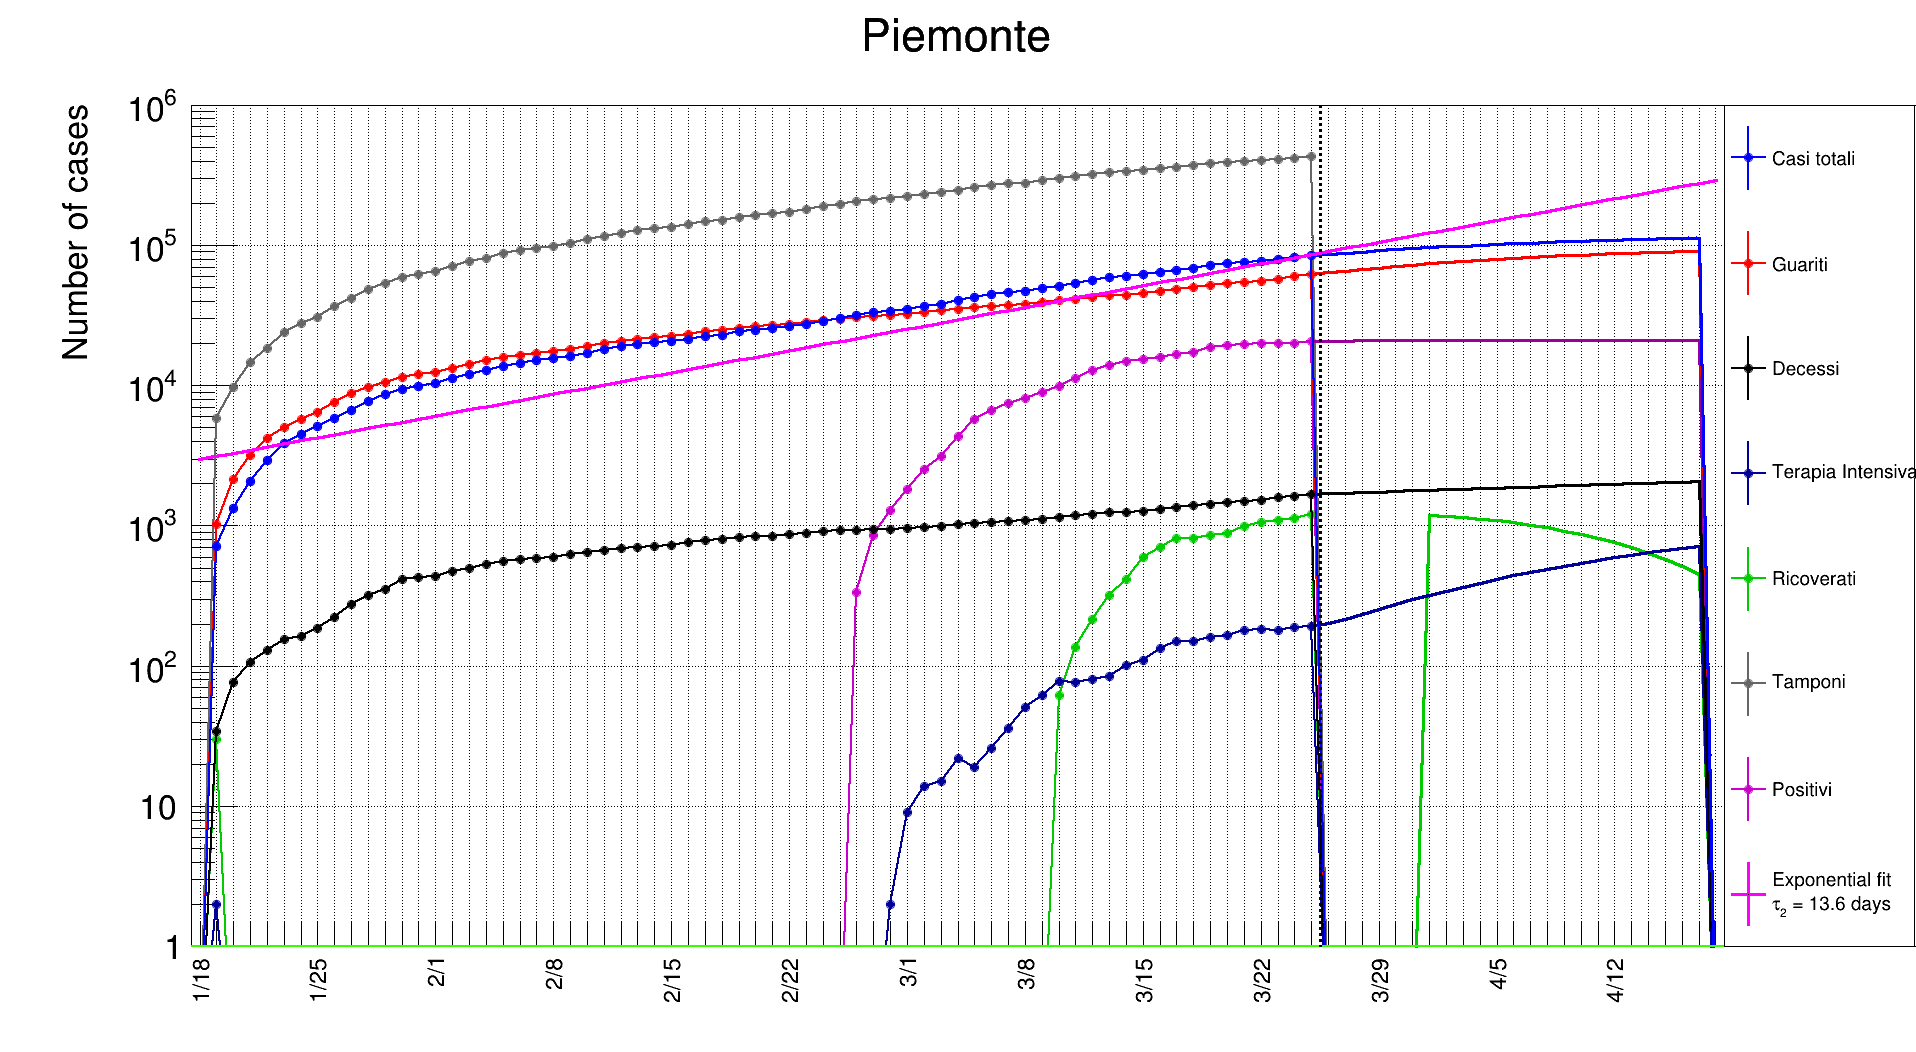 Piemonte
Number of cases
10^6
10^5
10^4
10^3
10^2
10
1
1/18
1/25
2/1
2/8
2/15
2/22
3/1
3/8
3/15
3/22
3/29
4/5
4/12
Casi totali
Guariti
Decessi
Terapia Intensiva
Ricoverati
Tamponi
Positivi
Exponential fit
τ₂ = 13.6 days